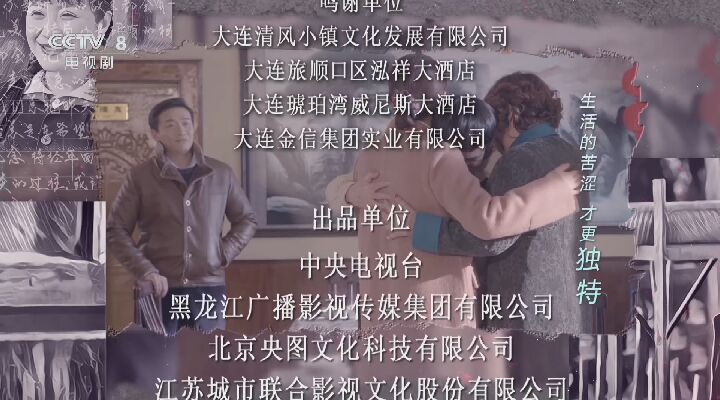 鸣谢单位
CCTV 8
电视剧
大连清风小镇文化发展有限公司
大连旅顺口区泓祥大酒店
大连琥珀湾威尼斯大酒店
大连金信集团实业有限公司
生活的苦涩 才更独特
出品单位
中央电视台
黑龙江广播影视传媒集团有限公司
北京央图文化科技有限公司
江苏城市联合影视文化股份有限公司